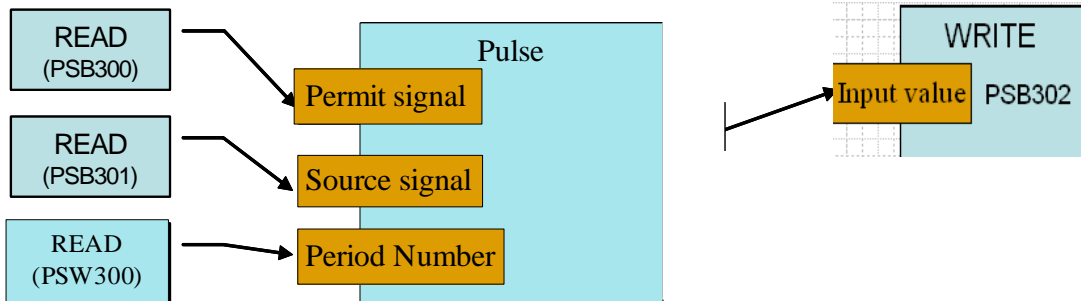 READ
(PSB300)
READ
(PSB301)
READ
(PSW300)
Pulse
Permit signal
Source signal
Period Number
WRITE
Input value
PSB302